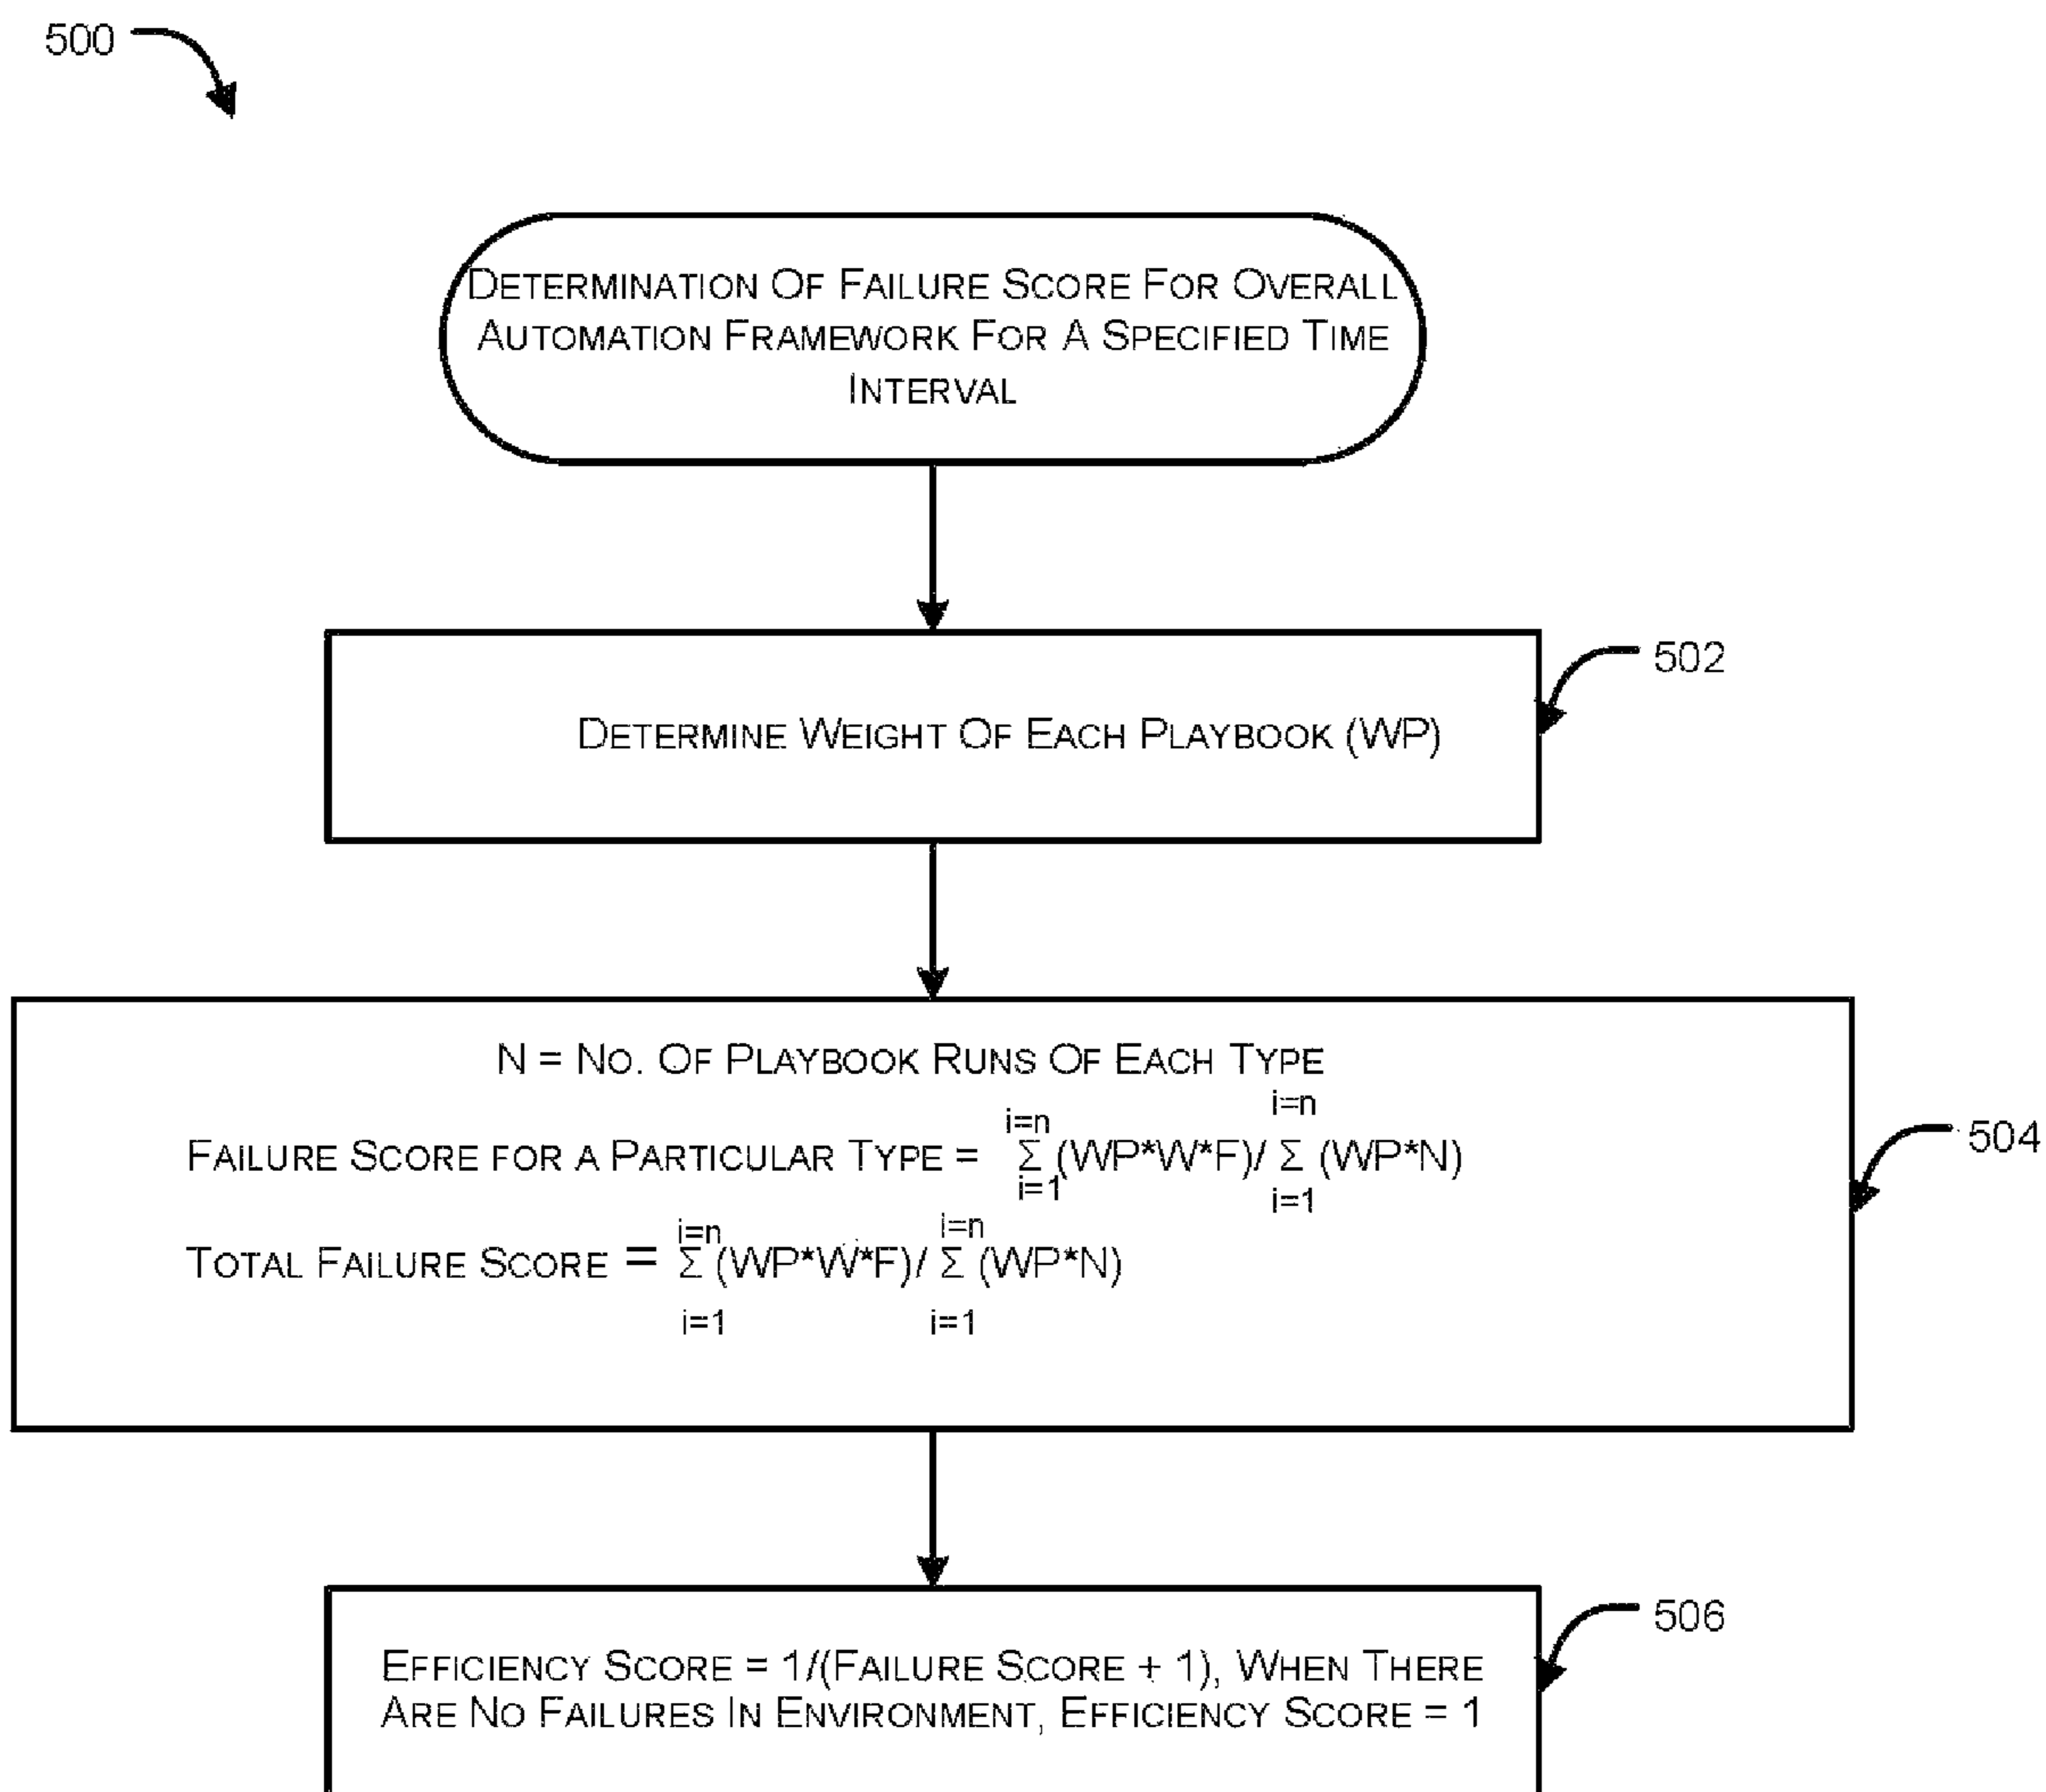 500
DETERMINATION OF FAILURE SCORE FOR OVERALL
AUTOMATION FRAMEWORK FOR A SPECIFIED TIME
INTERVAL
502
DETERMINE WEIGHT OF EACH PLAYBOOK (WP)
N = NO. OF PLAYBOOK RUNS OF EACH TYPE
i=n i=n
FAILURE SCORE FOR A PARTICULAR TYPE = Σ (WP*W*F)/ Σ (WP*N)
i=1 i=1
504
i=n i=n
TOTAL FAILURE SCORE = Σ (WP*W*F)/ Σ (WP*N)
i=1 i=1
506
EFFICIENCY SCORE = 1/(FAILURE SCORE + 1), WHEN THERE
ARE NO FAILURES IN ENVIRONMENT, EFFICIENCY SCORE = 1